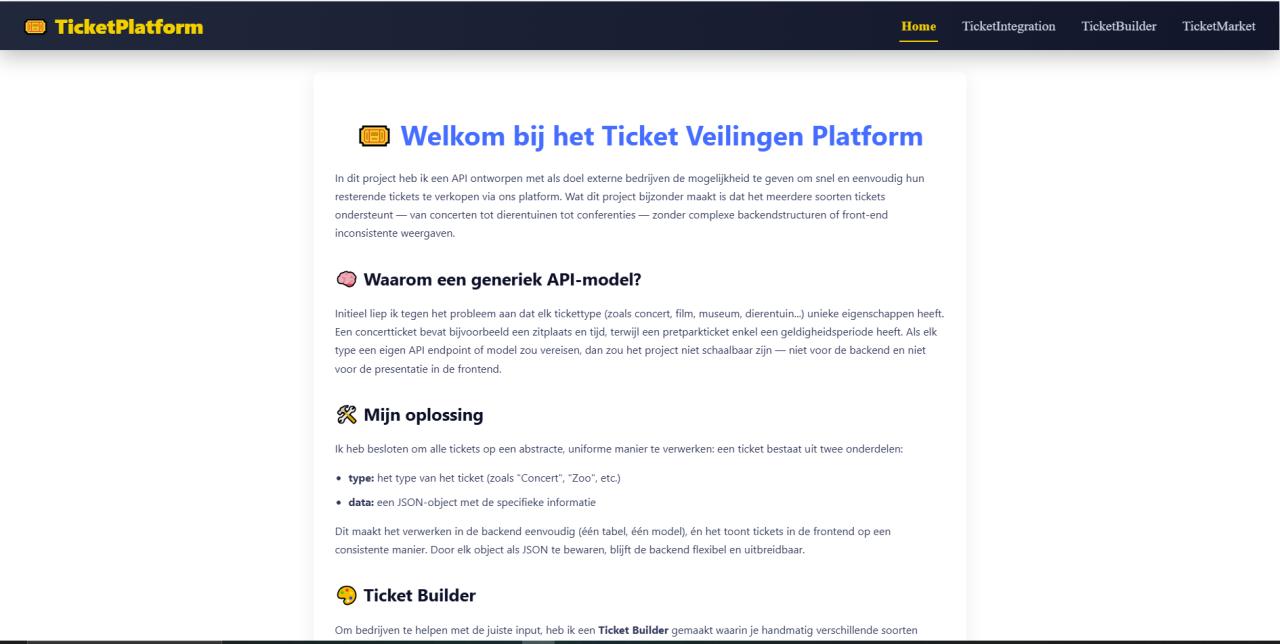 TicketPlatform
Home TicketIntegration TicketBuilder TicketMarket
Welkom bij het Ticket Veilingen Platform
In dit project heb ik een API ontworpen met als doel externe bedrijven de mogelijkheid te geven om snel en eenvoudig hun
resterende tickets te verkopen via ons platform. Wat dit project bijzonder maakt is dat het meerdere soorten tickets
ondersteunt — van concerten tot dierentuinen tot conferenties — zonder complexe backendstructuren of front-end
inconsistente weergaven.
Waarom een generiek API-model?
Initieel liep ik tegen het probleem aan dat elk tickettype (zoals concert, film, museum, dierentuin...) unieke eigenschappen heeft.
Een concertticket bevat bijvoorbeeld een zitplaats en tijd, terwijl een pretparkticket enkel een geldigheidsperiode heeft. Als elk
type een eigen API endpoint of model zou vereisen, dan zou het project niet schaalbaar zijn — niet voor de backend en niet
voor de presentatie in de frontend.
Mijn oplossing
Ik heb besloten om alle tickets op een abstracte, uniforme manier te verwerken: een ticket bestaat uit twee onderdelen:
• type: het type van het ticket (zoals "Concert", "Zoo", etc.)
• data: een JSON-object met de specifieke informatie
Dit maakt het verwerken in de backend eenvoudig (één tabel, één model), én het toont tickets in de frontend op een
consistente manier. Door elk object als JSON te bewaren, blijft de backend flexibel en uitbreidbaar.
Ticket Builder
Om bedrijven te helpen met de juiste input, heb ik een Ticket Builder gemaakt waarin je handmatig verschillende soorten